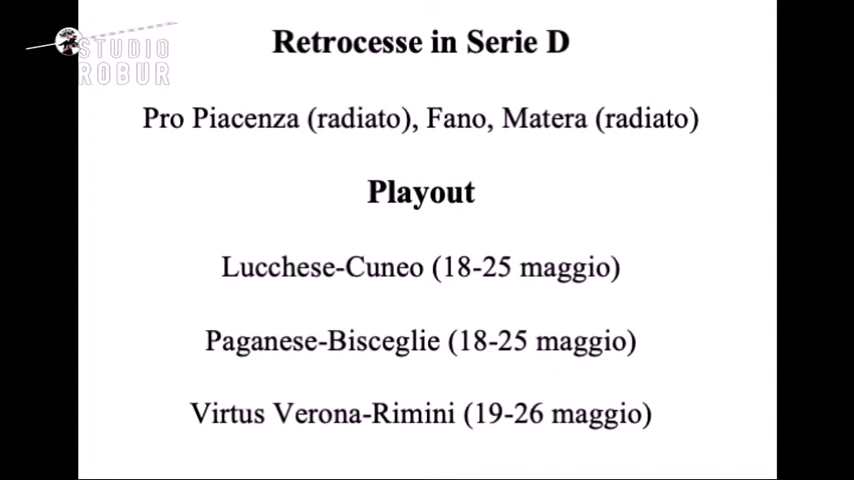 STUDIO
ROBUR
Retrocesse in Serie D
Pro Piacenza (radiato), Fano, Matera (radiato)
Playout
Lucchese-Cuneo (18-25 maggio)
Paganese-Bisceglie (18-25 maggio)
Virtus Verona-Rimini (19-26 maggio)